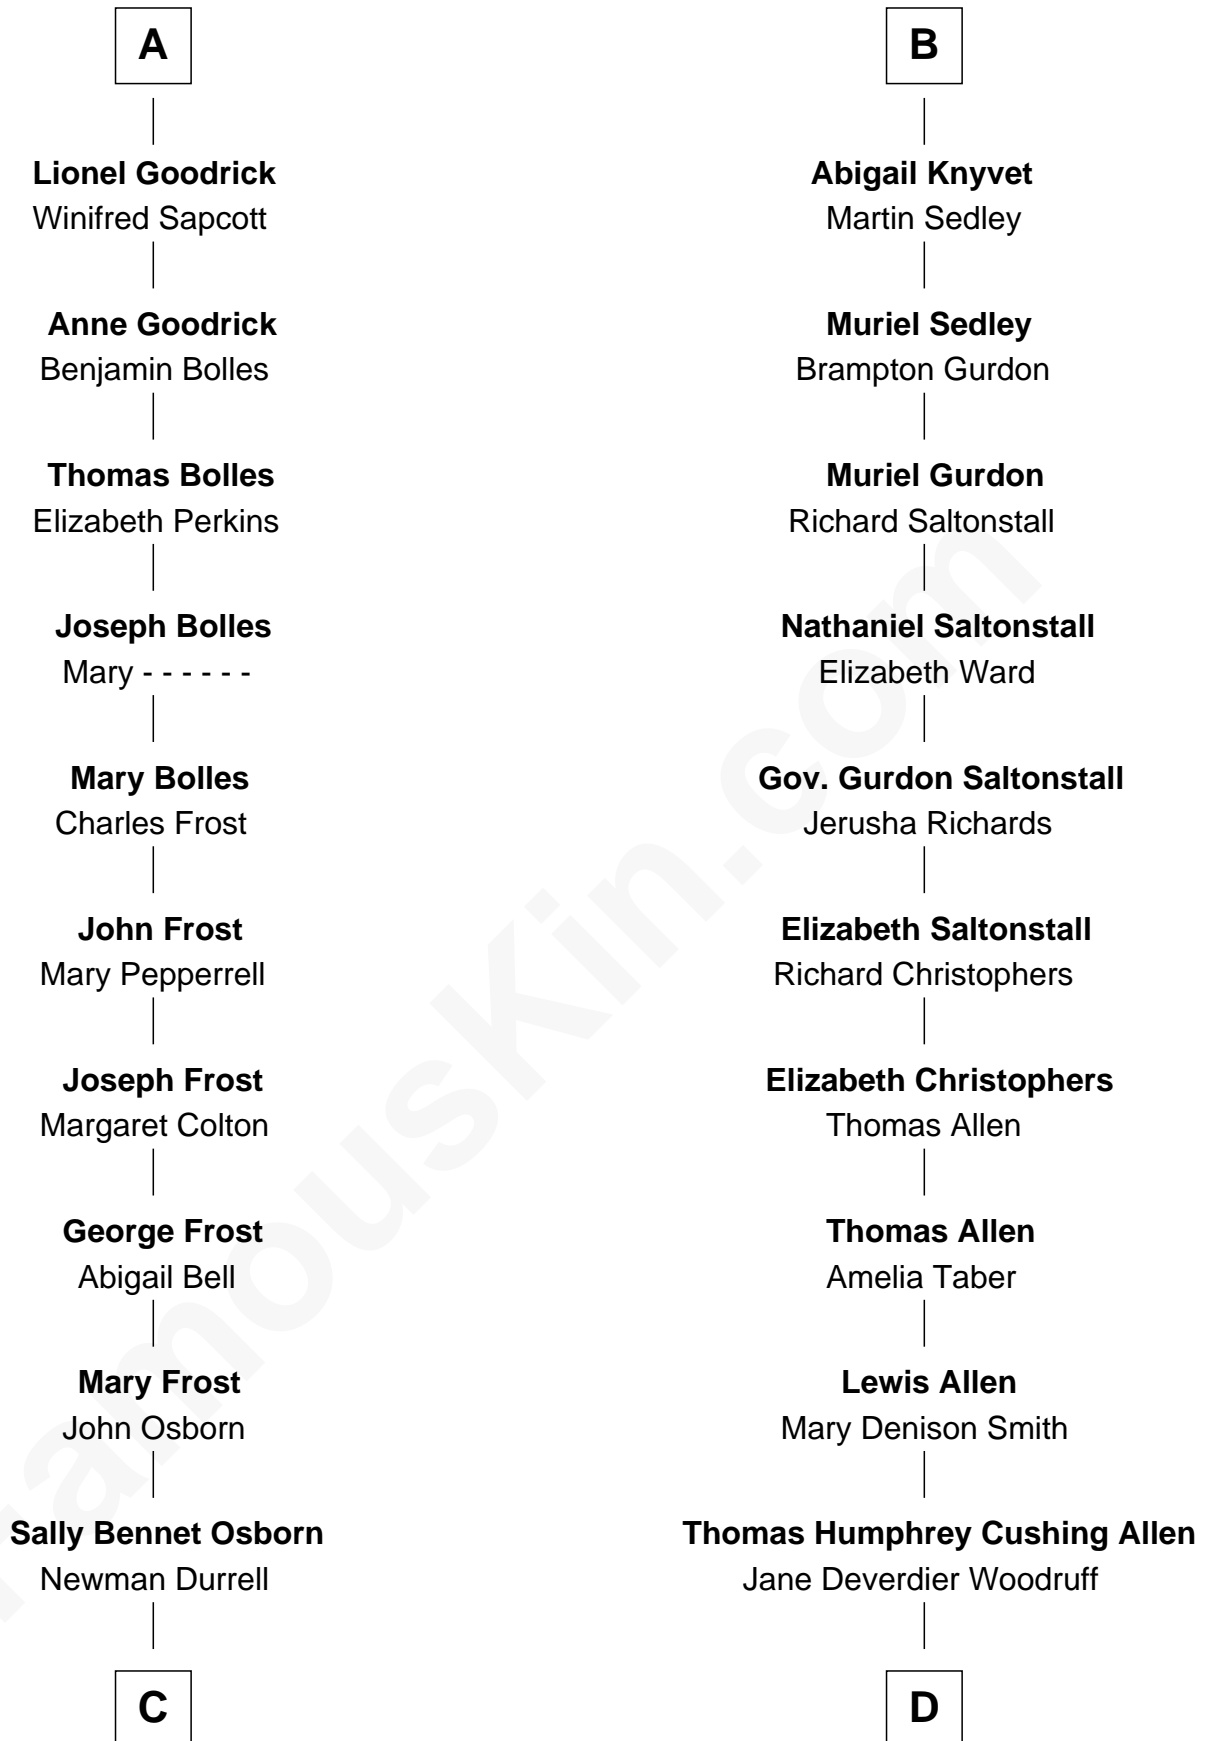 A
Lionel Goodrick
Winifred Sapcott
Anne Goodrick
Benjamin Bolles
Thomas Bolles
Elizabeth Perkins
Joseph Bolles
Mary - - - - - -
Mary Bolles
Charles Frost
John Frost
Mary Pepperrell
Joseph Frost
Margaret Colton
George Frost
Abigail Bell
Mary Frost
John Osborn
Sally Bennet Osborn
Newman Durrell
C
B
Abigail Knyvet
Martin Sedley
Muriel Sedley
Brampton Gurdon
Muriel Gurdon
Richard Saltonstall
Nathaniel Saltonstall
Elizabeth Ward
Gov. Gurdon Saltonstall
Jerusha Richards
Elizabeth Saltonstall
Richard Christophers
Elizabeth Christophers
Thomas Allen
Thomas Allen
Amelia Taber
Lewis Allen
Mary Denison Smith
Thomas Humphrey Cushing Allen
Jane Deverdier Woodruff
D
FamousKin.com